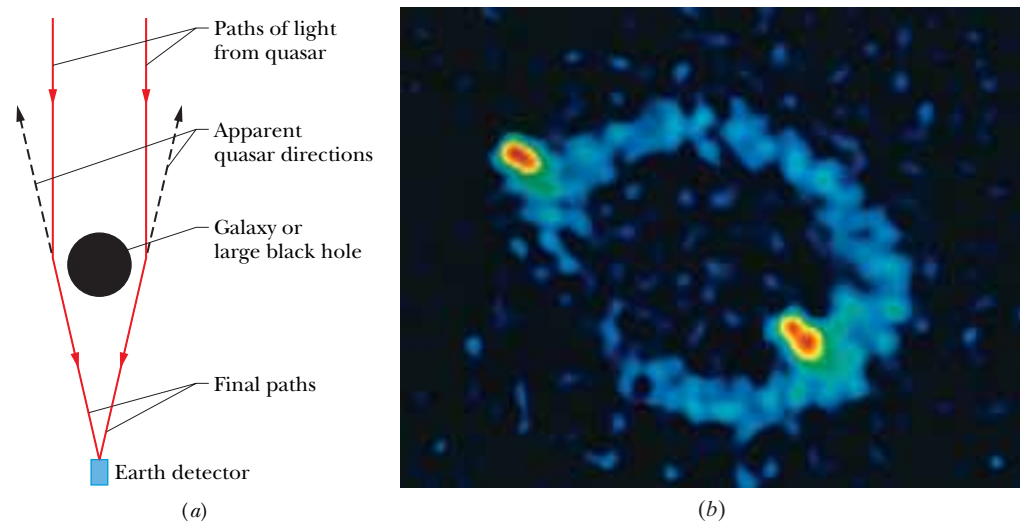 Paths of light
from quasar
Apparent
quasar directions
Galaxy or
large black hole
Final paths
Earth detector
(a)
(b)